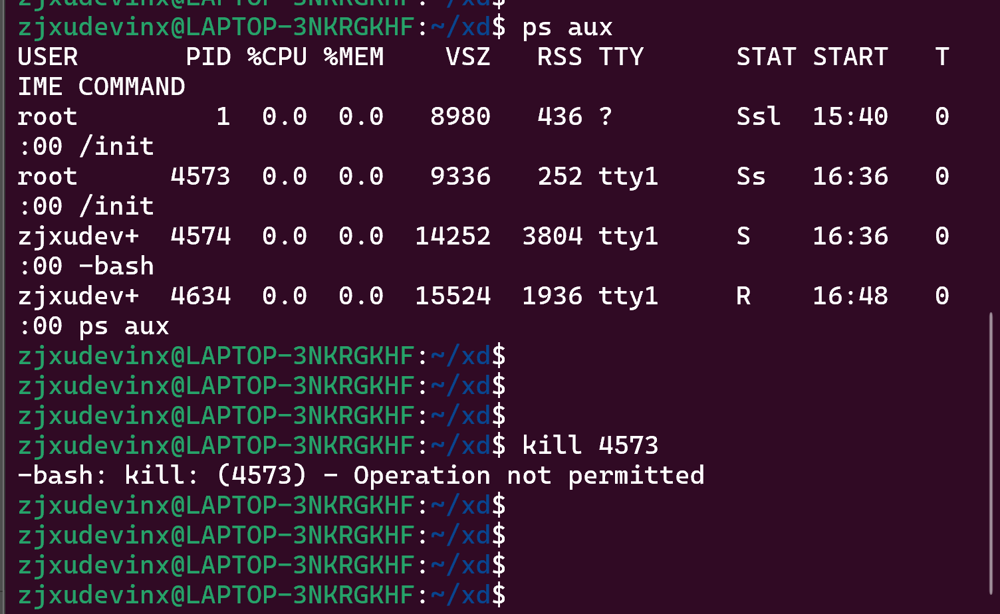 zjxudevinx@LAPTOP-3NKRGKHF:~/xd$
zjxudevinx@LAPTOP-3NKRGKHF:~/xd$ ps aux
USER       PID %CPU %MEM    VSZ   RSS TTY      STAT START   T
IME COMMAND
root         1  0.0  0.0   8980   436 ?        Ssl  15:40   0
:00 /init
root      4573  0.0  0.0   9336   252 tty1     Ss   16:36   0
:00 /init
zjxudev+  4574  0.0  0.0  14252  3804 tty1     S    16:36   0
:00 -bash
zjxudev+  4634  0.0  0.0  15524  1936 tty1     R    16:48   0
:00 ps aux
zjxudevinx@LAPTOP-3NKRGKHF:~/xd$
zjxudevinx@LAPTOP-3NKRGKHF:~/xd$
zjxudevinx@LAPTOP-3NKRGKHF:~/xd$
zjxudevinx@LAPTOP-3NKRGKHF:~/xd$ kill 4573
-bash: kill: (4573) - Operation not permitted
zjxudevinx@LAPTOP-3NKRGKHF:~/xd$
zjxudevinx@LAPTOP-3NKRGKHF:~/xd$
zjxudevinx@LAPTOP-3NKRGKHF:~/xd$
zjxudevinx@LAPTOP-3NKRGKHF:~/xd$